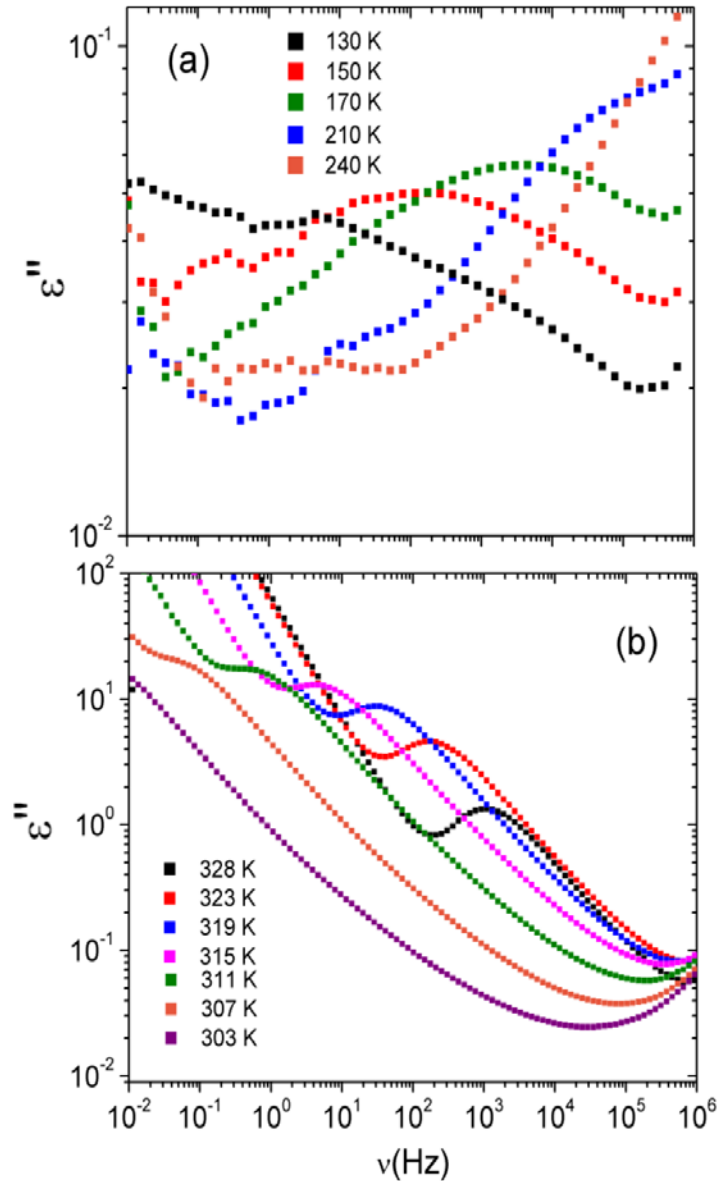 10⁻¹
(a)
130 K
150 K
170 K
210 K
240 K
ε"
10⁻²
10²
10¹
10⁰
10⁻¹
10⁻²
(b)
ε"
328 K
323 K
319 K
315 K
311 K
307 K
303 K
10⁻² 10⁻¹ 10⁰ 10¹ 10² 10³ 10⁴ 10⁵ 10⁶
ν(Hz)